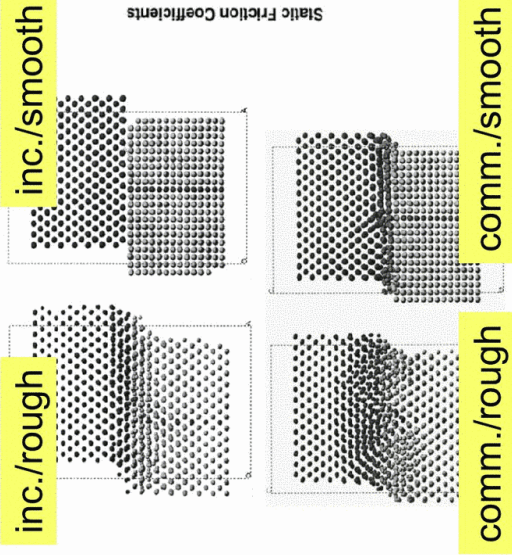 Static Friction Coefficients
inc./smooth
comm./smooth
inc./rough
comm./rough